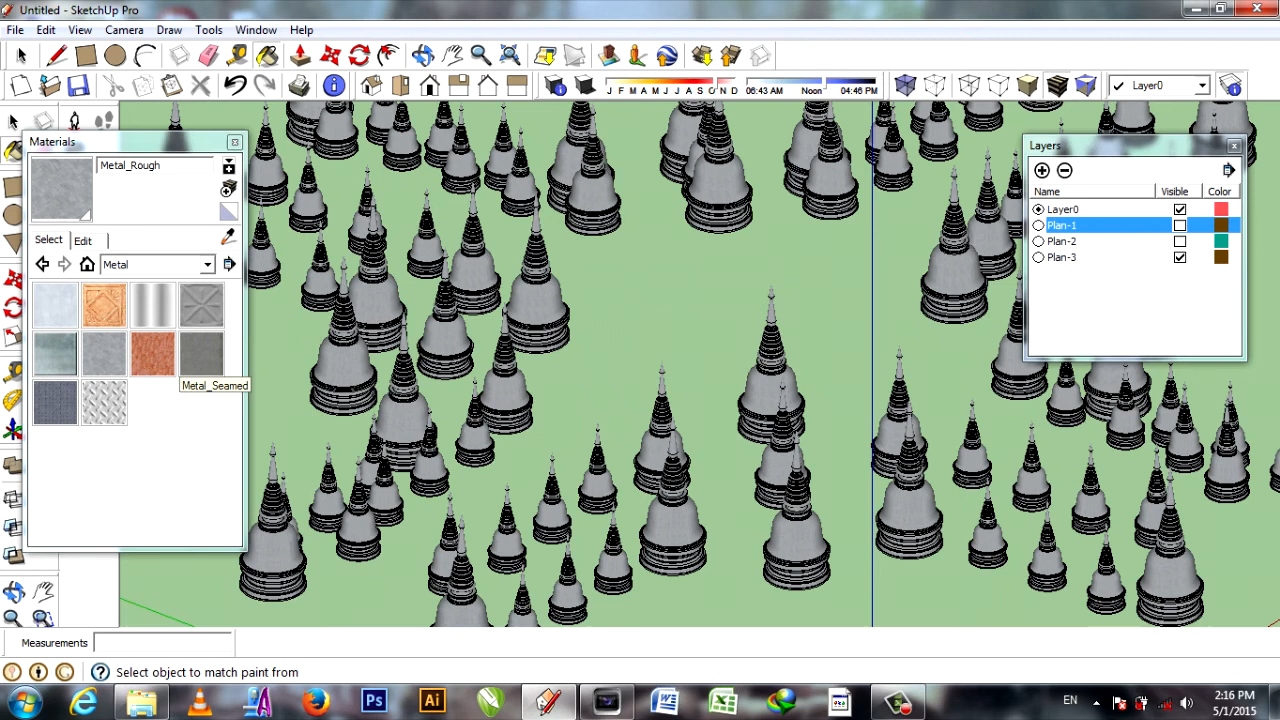 Untitled - SketchUp Pro
File Edit View Camera Draw Tools Window Help
J F M A M J J A S O N D 06:43 AM Noon 04:46 PM
Layer0
Materials
Metal_Rough
Select Edit
Metal
Metal_Seamed
Layers
Name Visible Color
Layer0
Plan-1
Plan-2
Plan-3
Measurements
Select object to match paint from
Ps Ai
EN
2:16 PM
5/1/2015